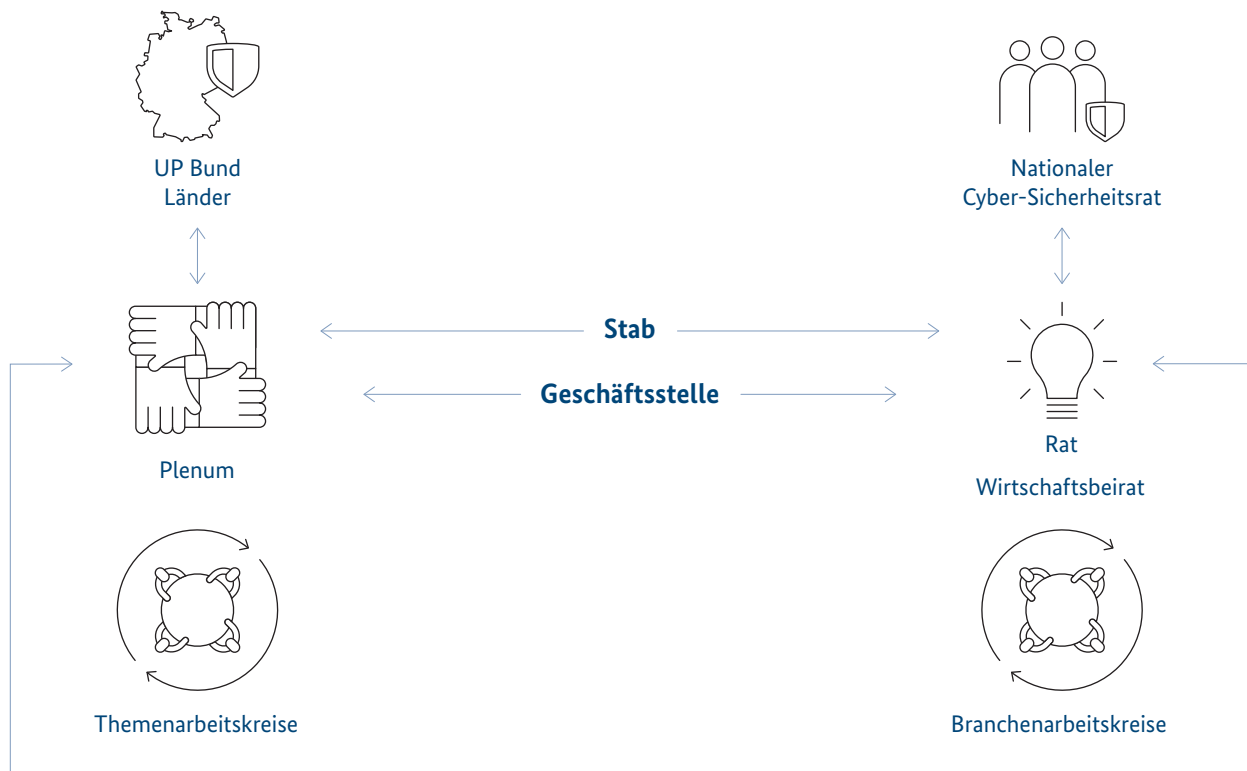 UP Bund
Länder
Nationaler
Cyber-Sicherheitsrat
Stab
Geschäftsstelle
Plenum
Rat
Wirtschaftsbeirat
Themenarbeitskreise
Branchenarbeitskreise